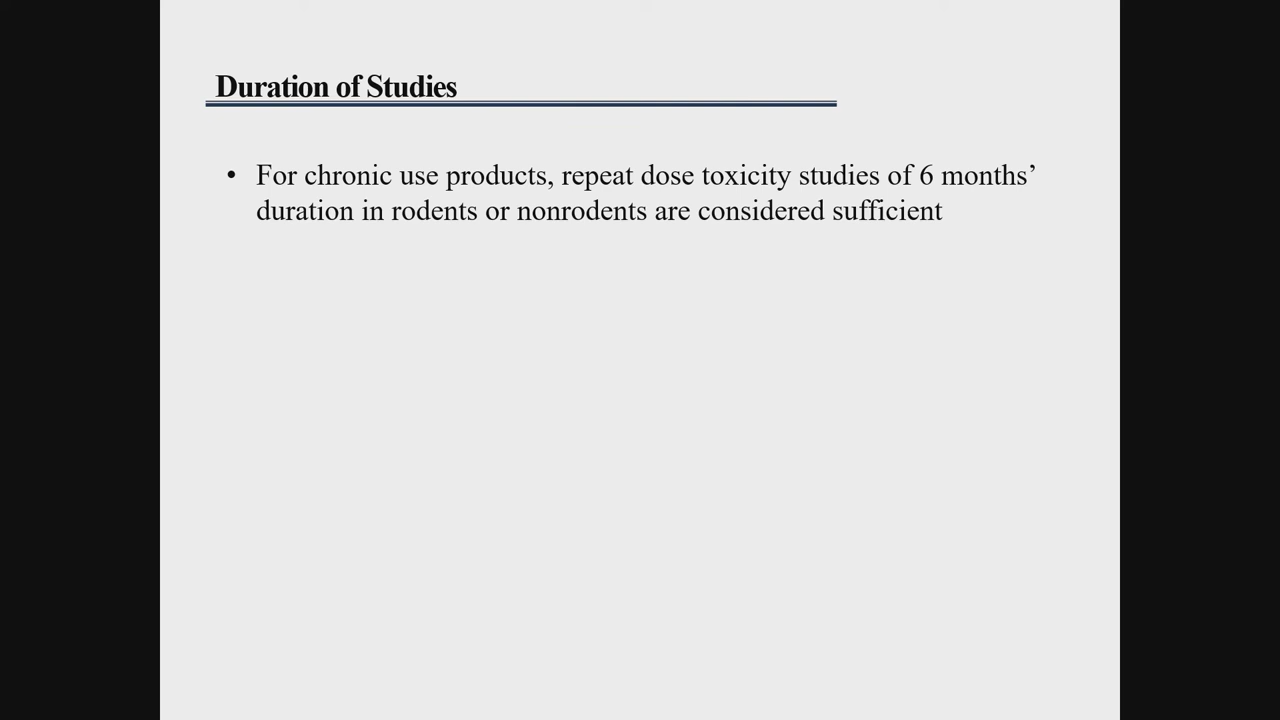 Duration of Studies
• For chronic use products, repeat dose toxicity studies of 6 months’
duration in rodents or nonrodents are considered sufficient